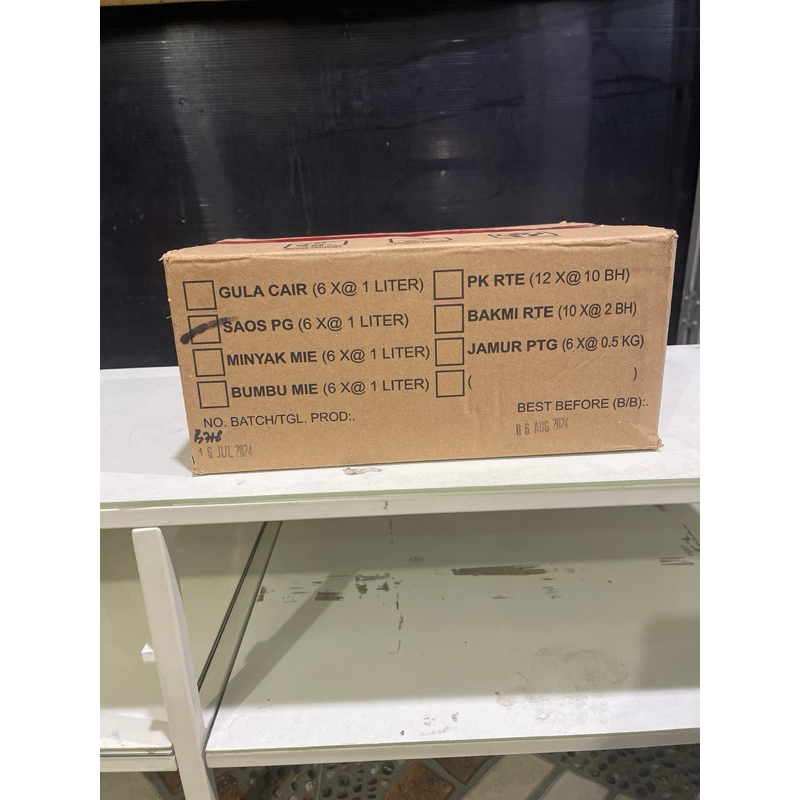 GULA CAIR (6 X@ 1 LITER)
SAOS PG (6 X@ 1 LITER)
MINYAK MIE (6 X@ 1 LITER)
BUMBU MIE (6 X@ 1 LITER)
NO. BATCH/TGL. PROD:.
16 JUL 2024
PK RTE (12 X@ 10 BH)
BAKMI RTE (10 X@ 2 BH)
JAMUR PTG (6 X@ 0.5 KG)
( )
BEST BEFORE (B/B):.
06 AUG 2024